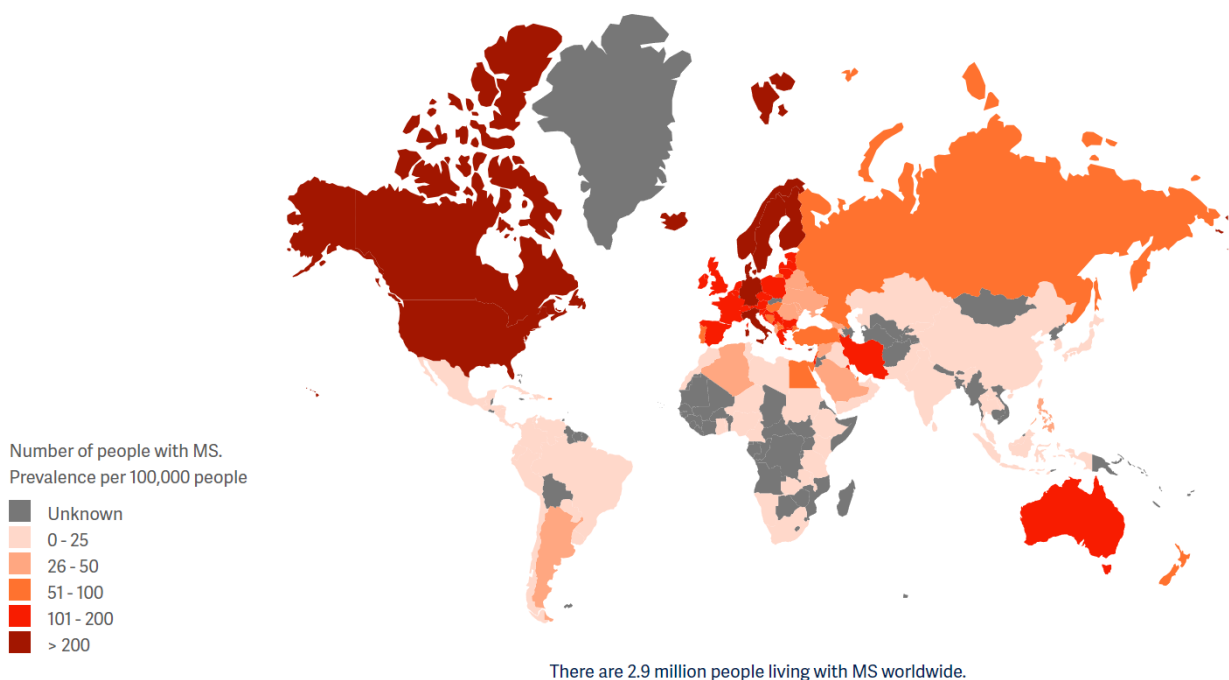 Number of people with MS.
Prevalence per 100,000 people
Unknown
0 - 25
26 - 50
51 - 100
101 - 200
> 200
There are 2.9 million people living with MS worldwide.